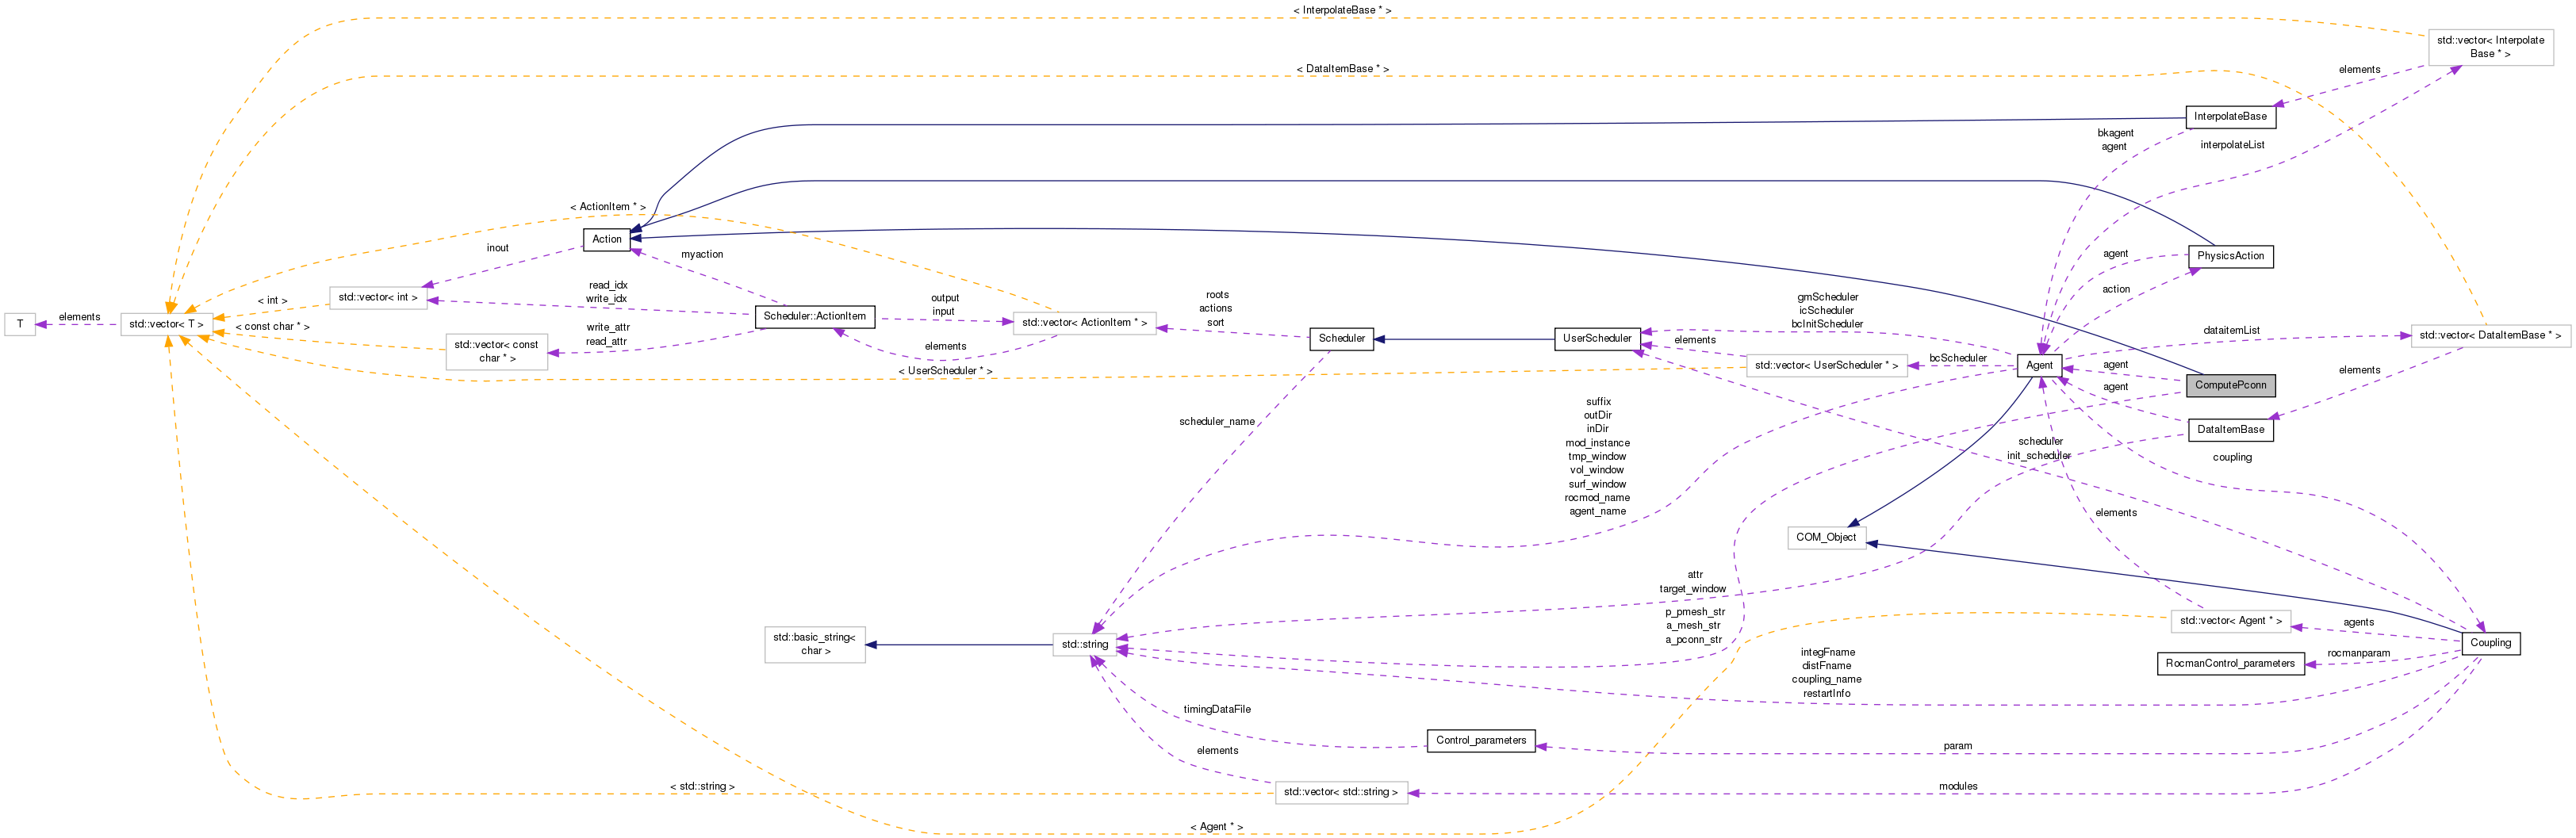 < InterpolateBase * >
std::vector< Interpolate
Base * >
< DataItemBase * >
elements
InterpolateBase
bkagent
agent
interpolateList
< ActionItem * >
Action
inout
myaction
PhysicsAction
agent
action
std::vector< int >
read_idx
write_idx
< int >
elements
T
std::vector< T >
< const char * >
std::vector< const
char * >
write_attr
read_attr
Scheduler::ActionItem
output
input
elements
std::vector< ActionItem * >
roots
actions
sort
Scheduler
UserScheduler
gmScheduler
icScheduler
bcInitScheduler
elements
std::vector< UserScheduler * >
bcScheduler
Agent
dataitemList
std::vector< DataItemBase * >
< UserScheduler * >
agent
ComputePconn
agent
elements
DataItemBase
scheduler_name
suffix
outDir
inDir
mod_instance
tmp_window
vol_window
surf_window
rocmod_name
agent_name
scheduler
init_scheduler
coupling
elements
COM_Object
attr
target_window
p_pmesh_str
a_mesh_str
a_pconn_str
std::basic_string<
char >
std::string
std::vector< Agent * >
agents
Coupling
rocmanparam
RocmanControl_parameters
integFname
distFname
coupling_name
restartInfo
timingDataFile
Control_parameters
param
elements
< std::string >
std::vector< std::string >
modules
< Agent * >